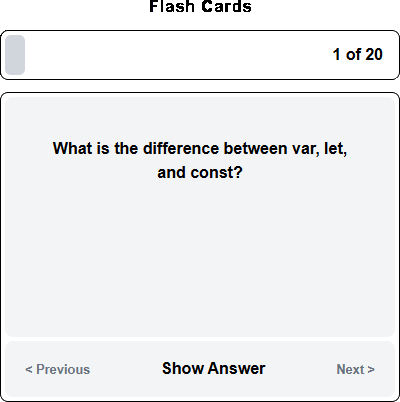 Flash Cards
1 of 20
What is the difference between var, let,
and const?
< Previous
Show Answer
Next >